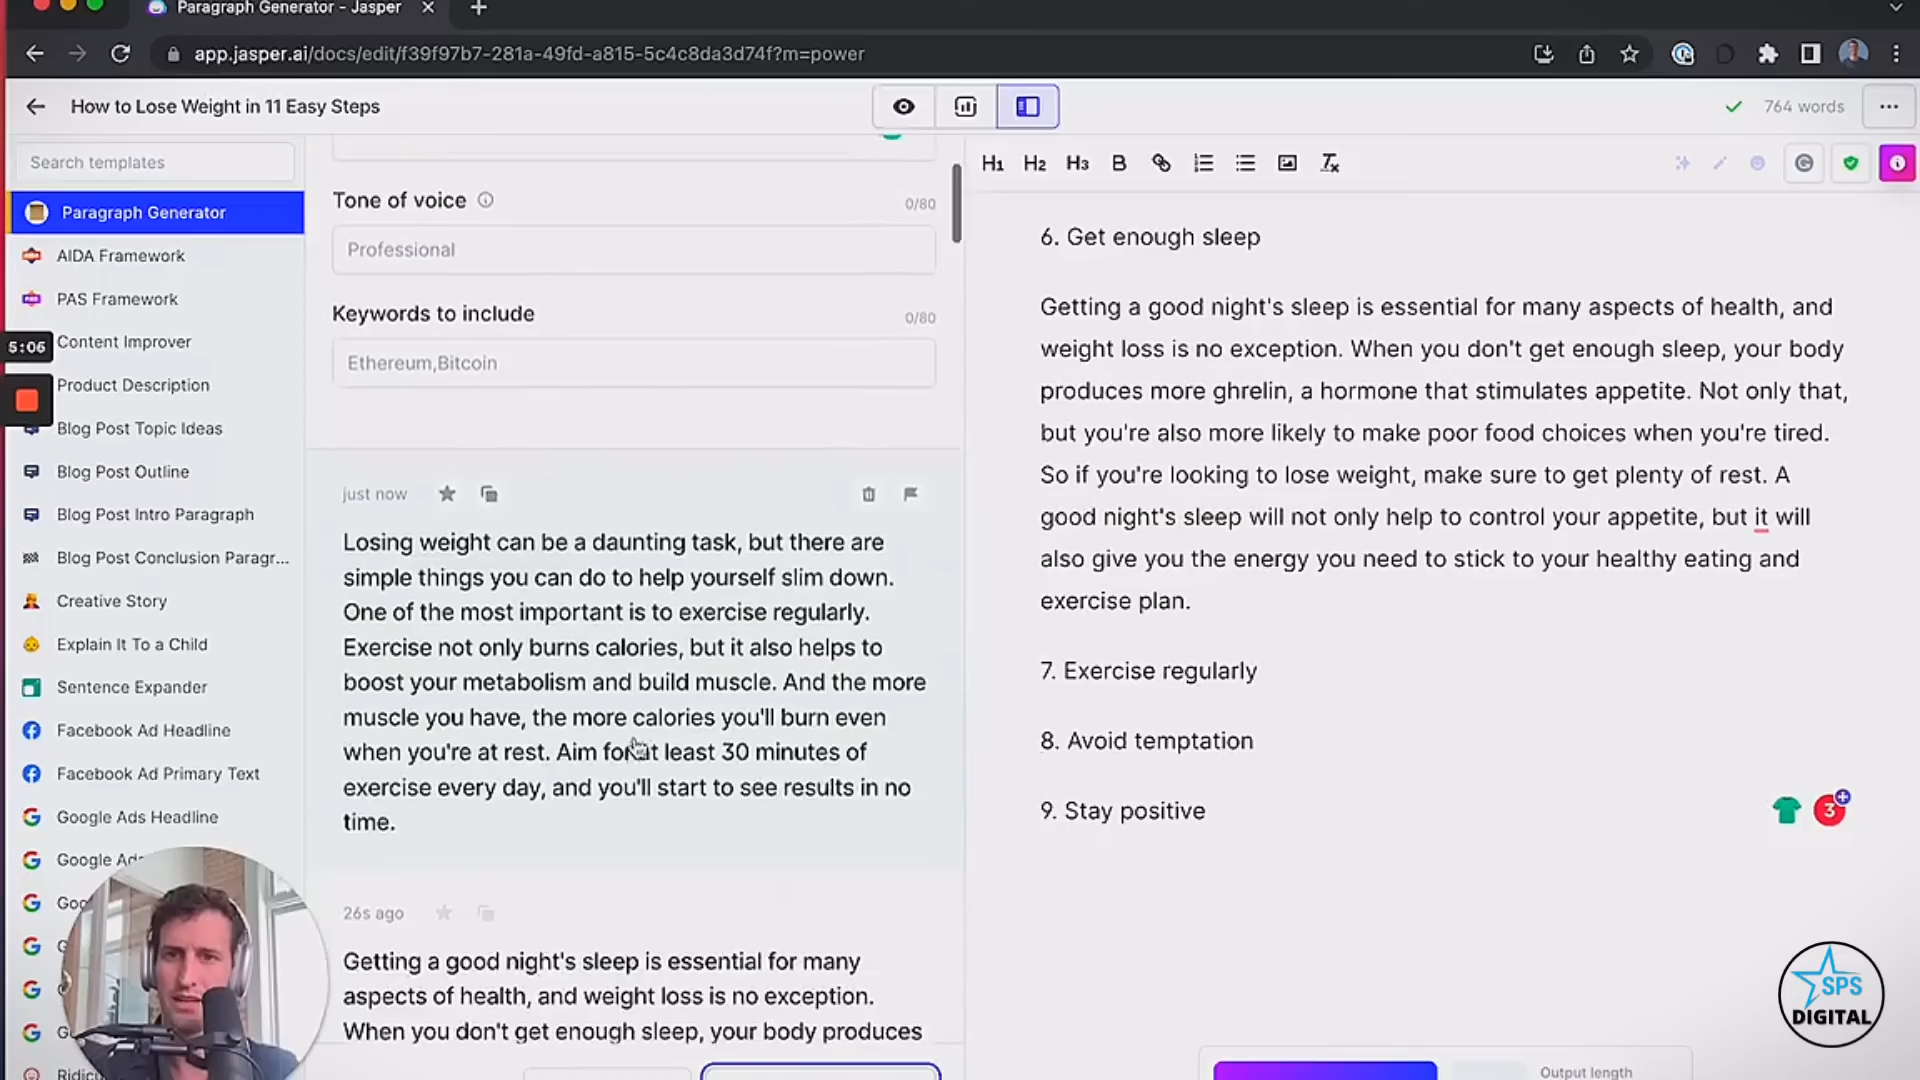 Paragraph Generator - Jasper
app.jasper.ai/docs/edit/f39f97b7-281a-49fd-a815-5c4c8da3d74f?m=power
How to Lose Weight in 11 Easy Steps
764 words
Search templates
Paragraph Generator
AIDA Framework
PAS Framework
5:06
Content Improver
Product Description
Blog Post Topic Ideas
Blog Post Outline
Blog Post Intro Paragraph
Blog Post Conclusion Paragr...
Creative Story
Explain It To a Child
Sentence Expander
Facebook Ad Headline
Facebook Ad Primary Text
Google Ads Headline
Tone of voice
0/80
Professional
Keywords to include
0/80
Ethereum,Bitcoin
just now
Losing weight can be a daunting task, but there are
simple things you can do to help yourself slim down.
One of the most important is to exercise regularly.
Exercise not only burns calories, but it also helps to
boost your metabolism and build muscle. And the more
muscle you have, the more calories you'll burn even
when you're at rest. Aim for at least 30 minutes of
exercise every day, and you'll start to see results in no
time.
26s ago
Getting a good night's sleep is essential for many
aspects of health, and weight loss is no exception.
When you don't get enough sleep, your body produces
H1 H2 H3 B
6. Get enough sleep
Getting a good night's sleep is essential for many aspects of health, and
weight loss is no exception. When you don't get enough sleep, your body
produces more ghrelin, a hormone that stimulates appetite. Not only that,
but you're also more likely to make poor food choices when you're tired.
So if you're looking to lose weight, make sure to get plenty of rest. A
good night's sleep will not only help to control your appetite, but it will
also give you the energy you need to stick to your healthy eating and
exercise plan.
7. Exercise regularly
8. Avoid temptation
9. Stay positive
3
Output length
SPS
DIGITAL